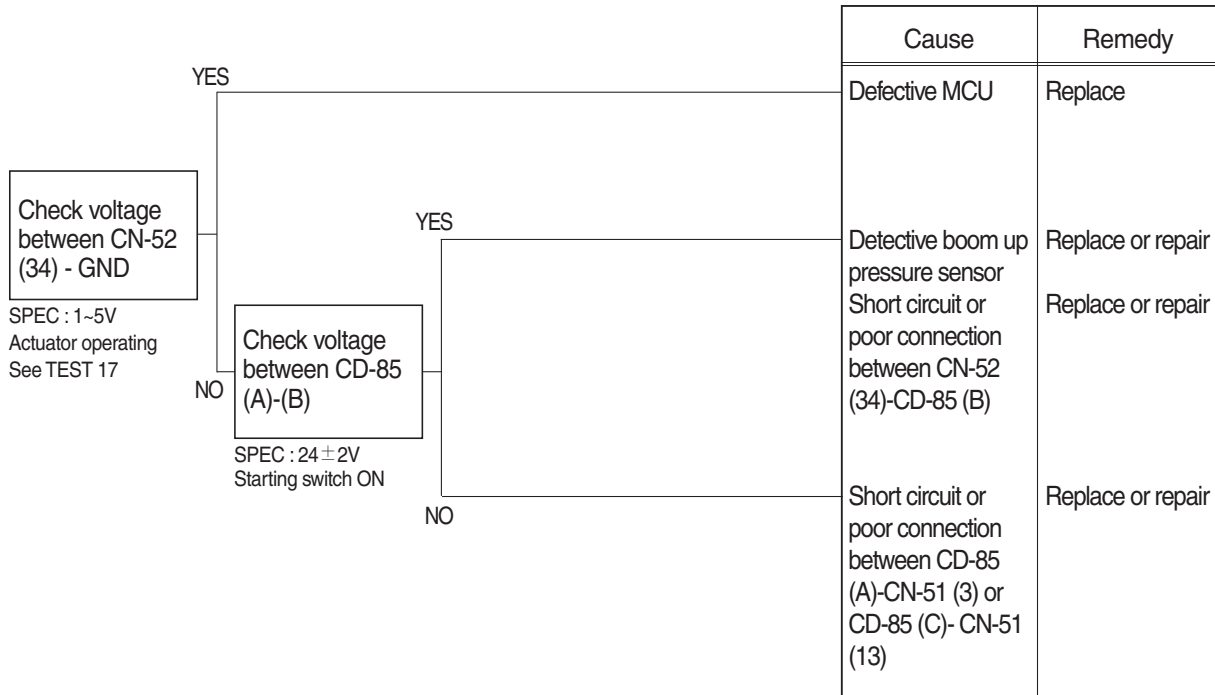 Cause
Remedy
YES
Defective MCU
Replace
Check voltage
between CN-52
(34) - GND
SPEC : 1~5V
Actuator operating
See TEST 17
NO
YES
Detective boom up
pressure sensor
Replace or repair
Short circuit or
poor connection
between CN-52
(34)-CD-85 (B)
Replace or repair
Check voltage
between CD-85
(A)-(B)
SPEC : 24±2V
Starting switch ON
NO
Short circuit or
poor connection
between CD-85
(A)-CN-51 (3) or
CD-85 (C)- CN-51
(13)
Replace or repair